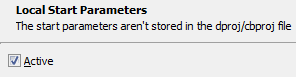 Local Start Parameters
The start parameters aren't stored in the dproj/cbproj file
Active